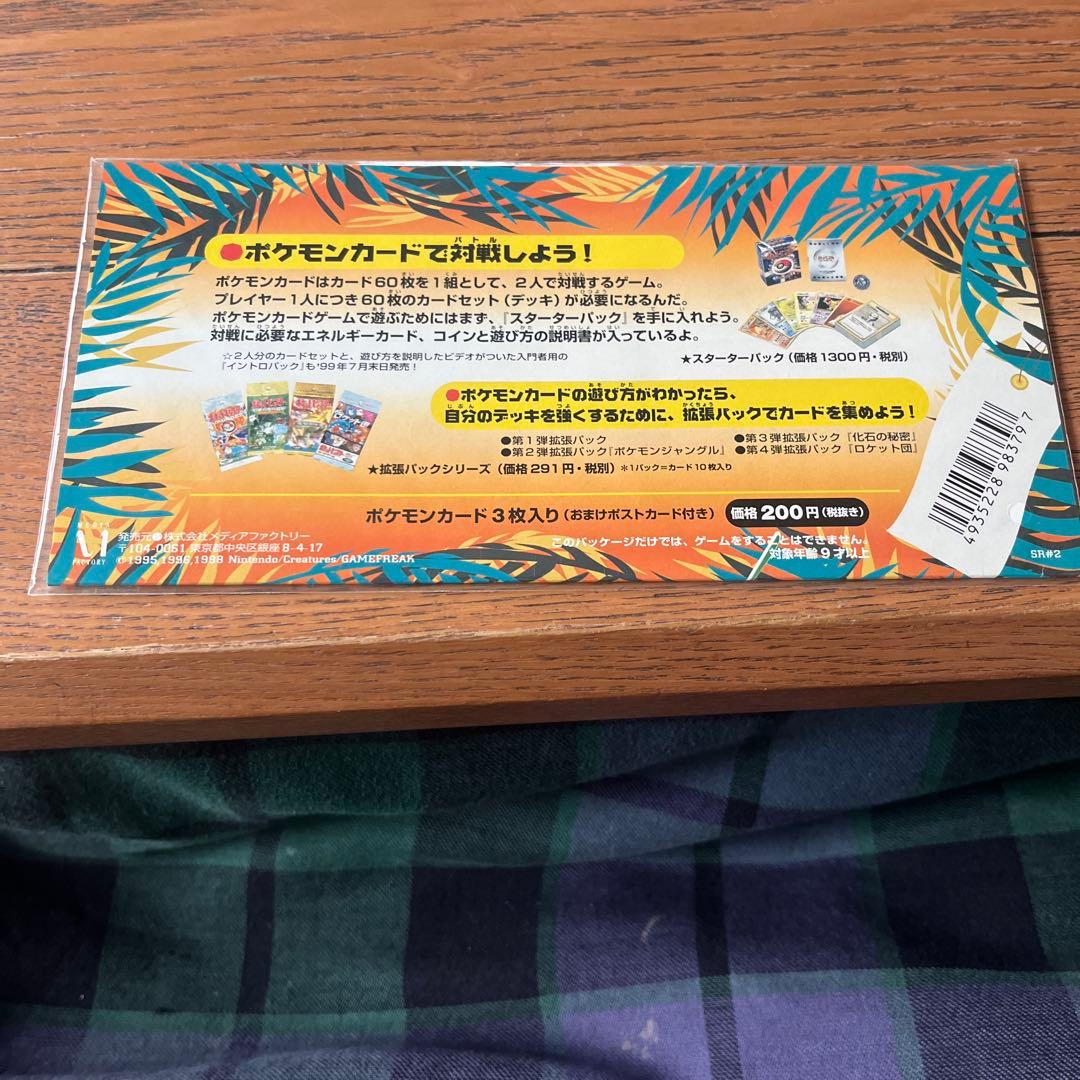 ●ポケモンカードで対戦しよう！
ポケモンカードはカード60枚を1組として、2人で対戦するゲーム。
プレイヤー1人につき60枚のカードセット（デッキ）が必要になるんだ。
ポケモンカードゲームで遊ぶためにはまず、『スターターパック』を手に入れよう。
対戦に必要なエネルギーカード、コインと遊び方の説明書が入っているよ。
☆2人分のカードセットと、遊び方を説明したビデオがついた入門者用の
『イントロパック』も'99年7月末日発売！
★スターターパック（価格1300円・税別）
●ポケモンカードの遊び方がわかったら、
自分のデッキを強くするために、拡張パックでカードを集めよう！
●第1弾拡張パック
●第2弾拡張パック『ポケモンジャングル』
●第3弾拡張パック『化石の秘密』
●第4弾拡張パック『ロケット団』
★拡張パックシリーズ（価格291円・税別）＊1パック=カード10枚入り
ポケモンカード3枚入り（おまけポストカード付き）
価格200円（税抜き）
このパッケージだけでは、ゲームをすることはできません。
対象年齢9才以上
MEDIA
FACTORY
発売元●株式会社メディアファクトリー
〒104-0061 東京都中央区銀座8-4-17
©1995,1996,1998 Nintendo/Creatures/GAMEFREAK
4935228983797
SR#2